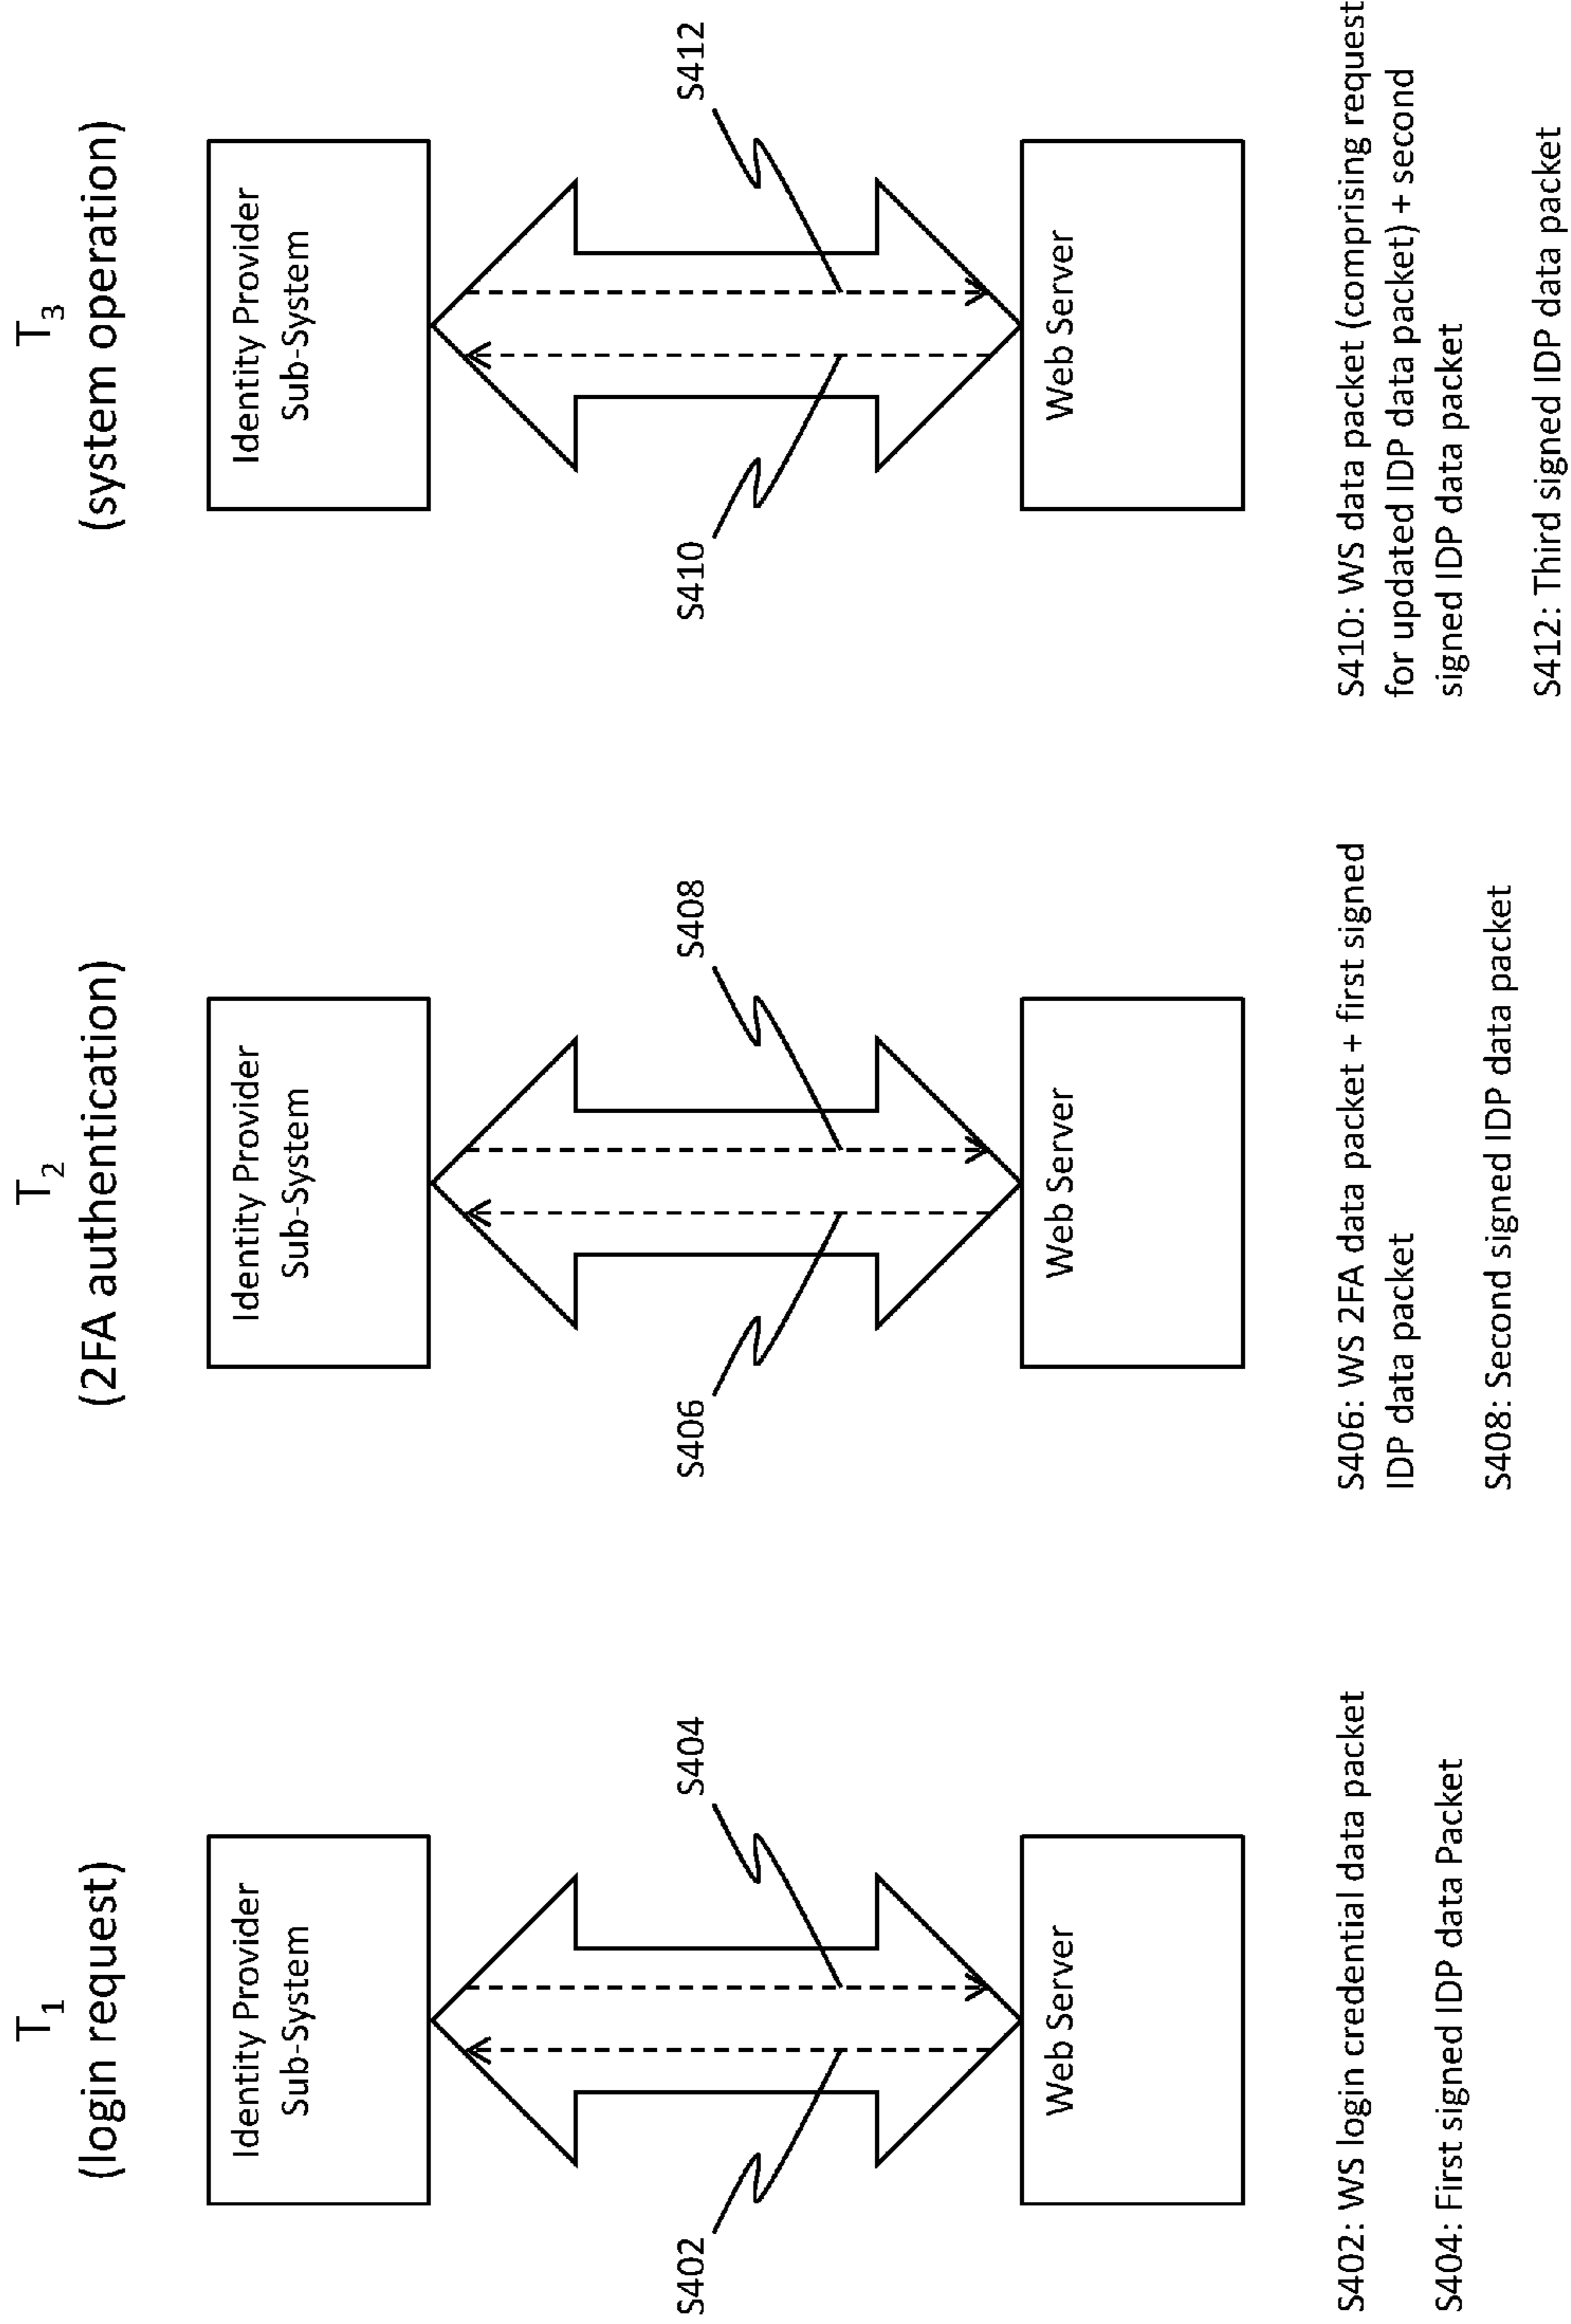 T1
(login request)
Identity Provider
Sub-System
S402
S404
Web Server
S402: WS login credential data packet
S404: First signed IDP data Packet
T2
(2FA authentication)
Identity Provider
Sub-System
S406
S408
Web Server
S406: WS 2FA data packet + first signed
IDP data packet
S408: Second signed IDP data packet
T3
(system operation)
Identity Provider
Sub-System
S410
S412
Web Server
S410: WS data packet (comprising request
for updated IDP data packet) + second
signed IDP data packet
S412: Third signed IDP data packet